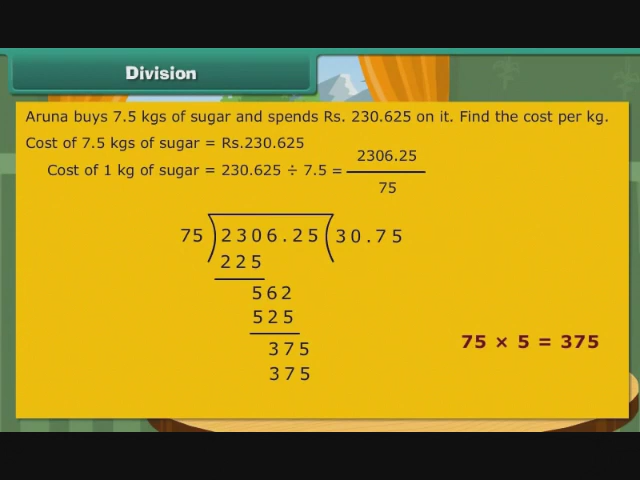 Division
Aruna buys 7.5 kgs of sugar and spends Rs. 230.625 on it. Find the cost per kg.
Cost of 7.5 kgs of sugar = Rs.230.625
Cost of 1 kg of sugar = 230.625 ÷ 7.5 = 2306.25
75
75 ) 2306.25 ( 30.75
225
562
525
375
75 × 5 = 375
375